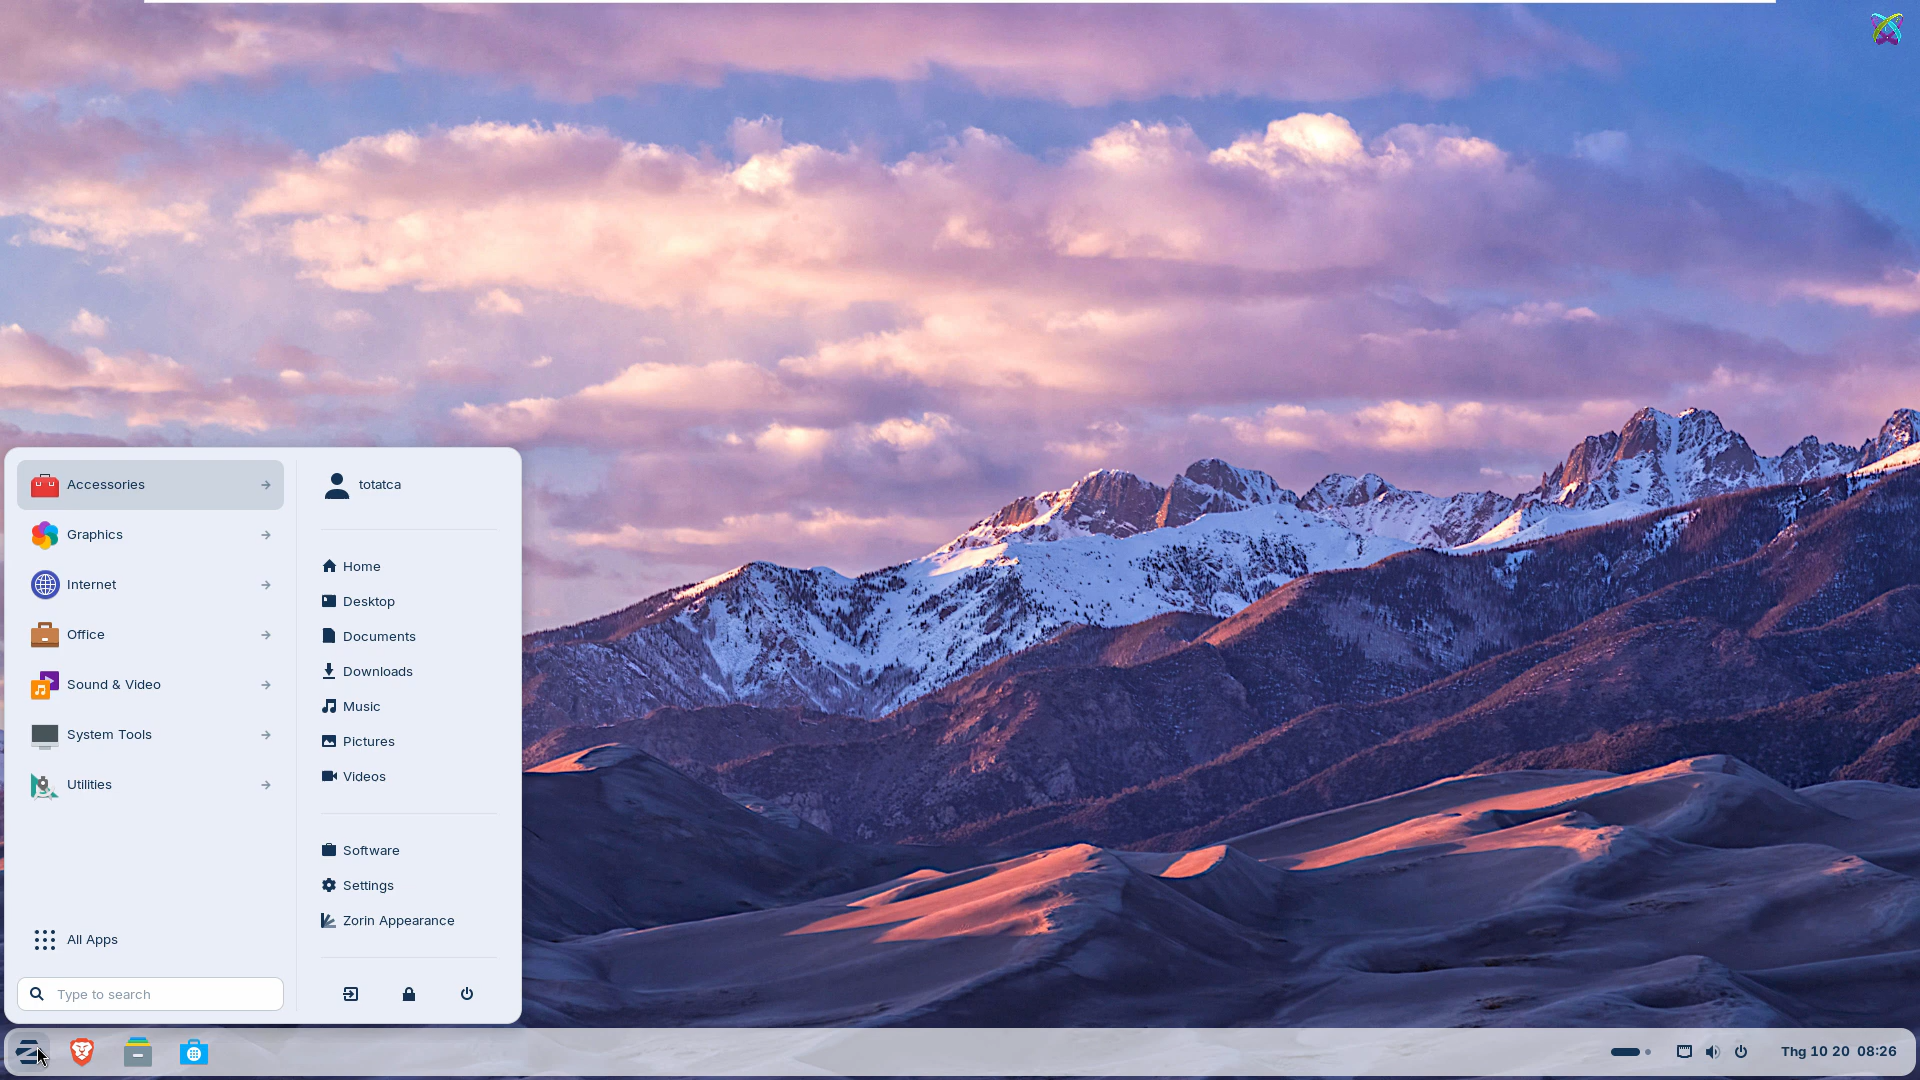 Accessories
Graphics
Internet
Office
Sound & Video
System Tools
Utilities
All Apps
Type to search
totatca
Home
Desktop
Documents
Downloads
Music
Pictures
Videos
Software
Settings
Zorin Appearance
Thg 10 20 08:26